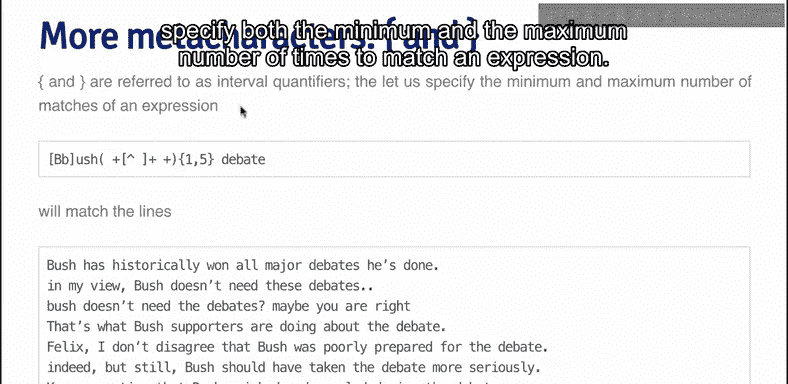 More metacharacters: { and }
specify both the minimum and the maximum
number of times to match an expression.
{ and } are referred to as interval quantifiers; the let us specify the minimum and maximum number of
matches of an expression
[Bb]ush( +[^ ]+ +){1,5} debate
will match the lines
Bush has historically won all major debates he's done.
in my view, Bush doesn't need these debates..
bush doesn't need the debates? maybe you are right
That's what Bush supporters are doing about the debate.
Felix, I don't disagree that Bush was poorly prepared for the debate.
indeed, but still, Bush should have taken the debate more seriously.